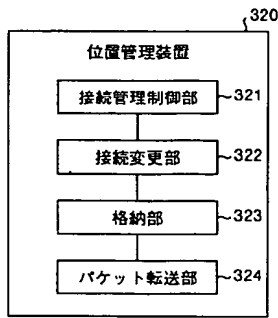 320
位置管理装置
接続管理制御部 321
接続変更部 322
格納部 323
パケット転送部 324